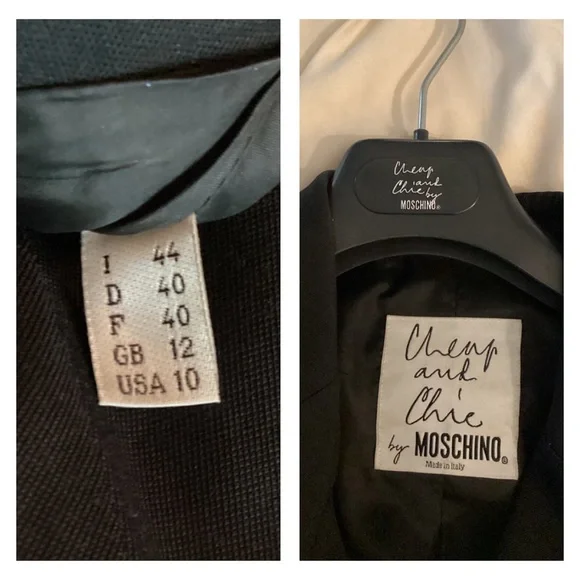 I 44
D 40
F 40
GB 12
USA 10
Cheap
and
Chic by
MOSCHINO®
Cheap
and
Chic
by MOSCHINO®
Made in Italy